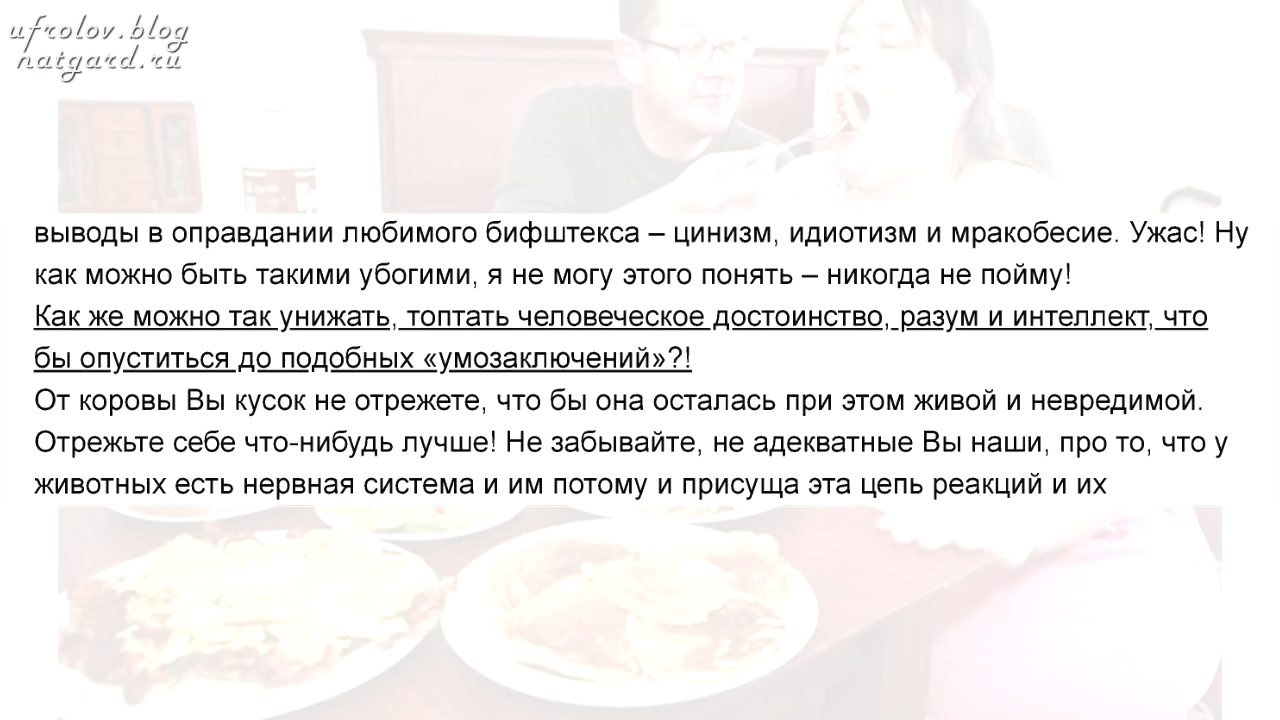 ufrolov.blog
natgard.ru
выводы в оправдании любимого бифштекса – цинизм, идиотизм и мракобесие. Ужас! Ну
как можно быть такими убогими, я не могу этого понять – никогда не пойму!
Как же можно так унижать, топтать человеческое достоинство, разум и интеллект, что
бы опуститься до подобных «умозаключений»?!
От коровы Вы кусок не отрежете, что бы она осталась при этом живой и невредимой.
Отрежьте себе что-нибудь лучше! Не забывайте, не адекватные Вы наши, про то, что у
животных есть нервная система и им потому и присуща эта цепь реакций и их